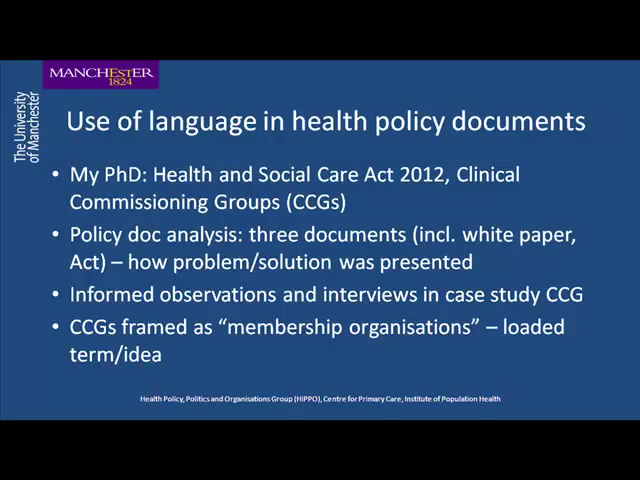 MANCHESTER
1824
The University
of Manchester
Use of language in health policy documents
• My PhD: Health and Social Care Act 2012, Clinical
Commissioning Groups (CCGs)
• Policy doc analysis: three documents (incl. white paper,
Act) – how problem/solution was presented
• Informed observations and interviews in case study CCG
• CCGs framed as “membership organisations” – loaded
term/idea
Health Policy, Politics and Organisations Group (HiPPO), Centre for Primary Care, Institute of Population Health